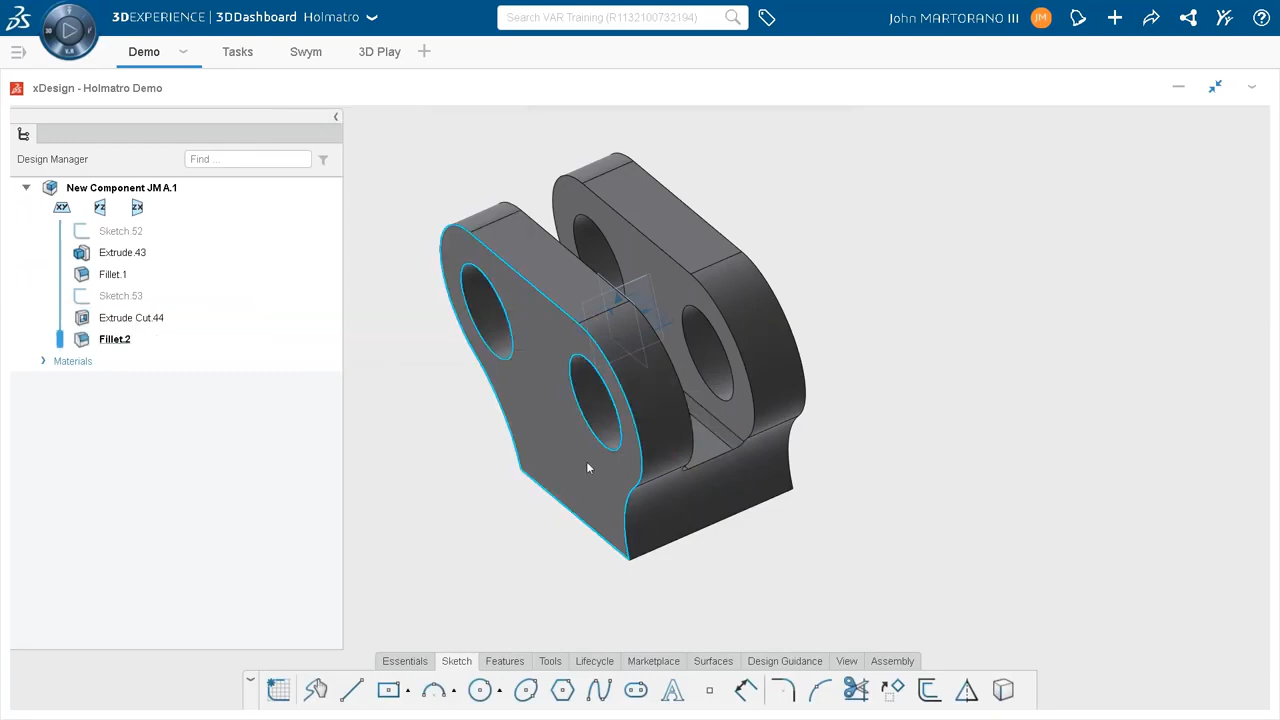 3DEXPERIENCE | 3DDashboard Holmatro
Search VAR Training (R1132100732194)
John MARTORANO III JM
Demo Tasks Swym 3D Play
xDesign - Holmatro Demo
Design Manager Find ...
New Component JM A.1
XY YZ ZX
Sketch.52
Extrude.43
Fillet.1
Sketch.53
Extrude Cut.44
Fillet.2
Materials
Essentials Sketch Features Tools Lifecycle Marketplace Surfaces Design Guidance View Assembly